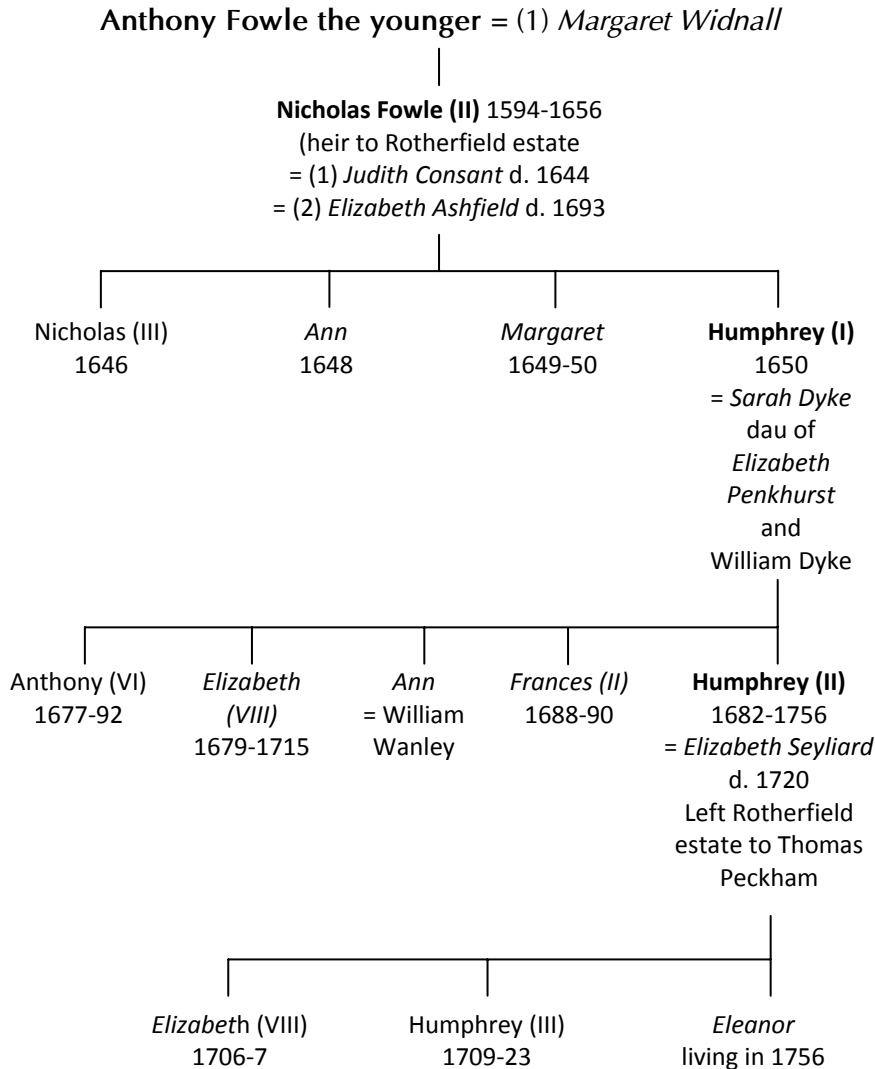 Anthony Fowle the younger = (1) Margaret Widnall
Nicholas Fowle (II) 1594-1656
(heir to Rotherfield estate
= (1) Judith Consant d. 1644
= (2) Elizabeth Ashfield d. 1693
Nicholas (III)
1646
Ann
1648
Margaret
1649-50
Humphrey (I)
1650
= Sarah Dyke
dau of
Elizabeth
Penkhurst
and
William Dyke
Anthony (VI)
1677-92
Elizabeth
(VIII)
1679-1715
Ann
= William
Wanley
Frances (II)
1688-90
Humphrey (II)
1682-1756
= Elizabeth Seyliard
d. 1720
Left Rotherfield
estate to Thomas
Peckham
Elizabeth (VIII)
1706-7
Humphrey (III)
1709-23
Eleanor
living in 1756